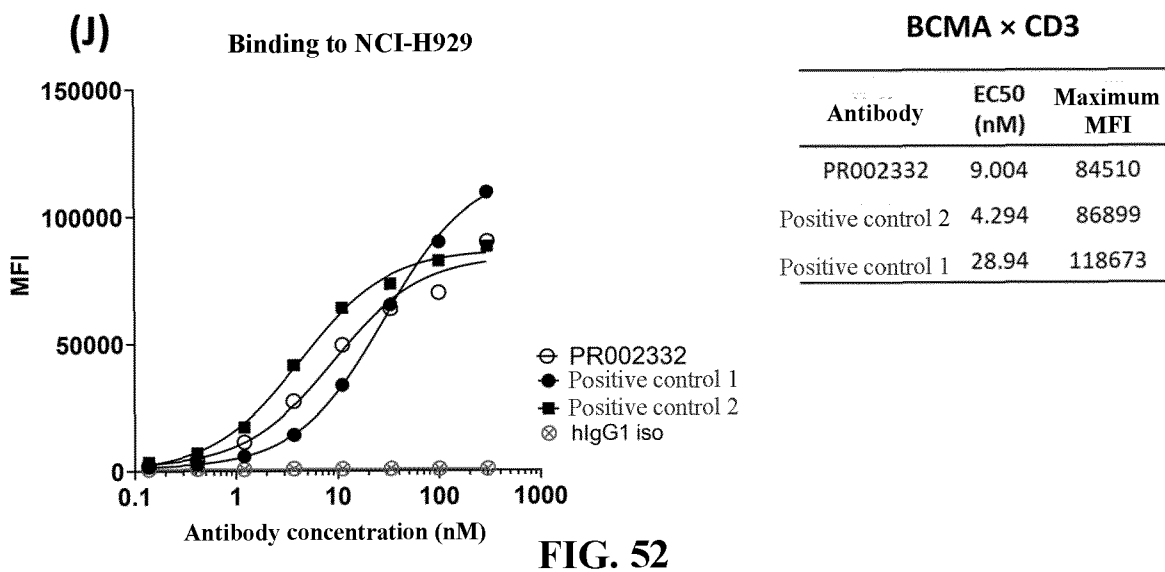 (J)
Binding to NCI-H929
150000
100000
50000
0
MFI
0.1 1 10 100 1000
Antibody concentration (nM)
PR002332
Positive control 1
Positive control 2
hIgG1 iso
BCMA × CD3
Antibody EC50 (nM) Maximum MFI
PR002332 9.004 84510
Positive control 2 4.294 86899
Positive control 1 28.94 118673
FIG. 52